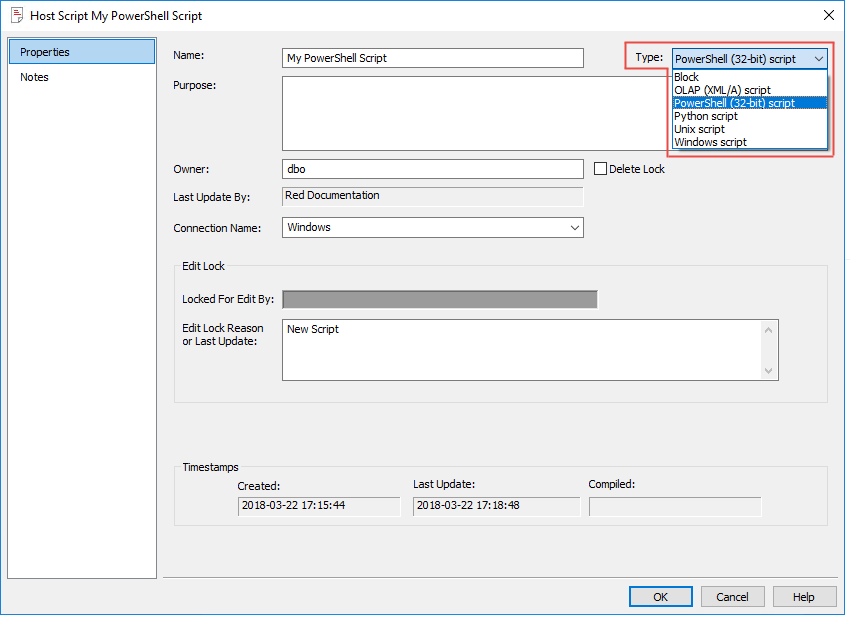 Host Script My PowerShell Script
Properties
Notes
Name:
My PowerShell Script
Type:
PowerShell (32-bit) script
Block
OLAP (XML/A) script
PowerShell (32-bit) script
Python script
Unix script
Windows script
Purpose:
Owner:
dbo
Delete Lock
Last Update By:
Red Documentation
Connection Name:
Windows
Edit Lock
Locked For Edit By:
Edit Lock Reason
or Last Update:
New Script
Timestamps
Created:
Last Update:
Compiled:
2018-03-22 17:15:44
2018-03-22 17:18:48
OK
Cancel
Help